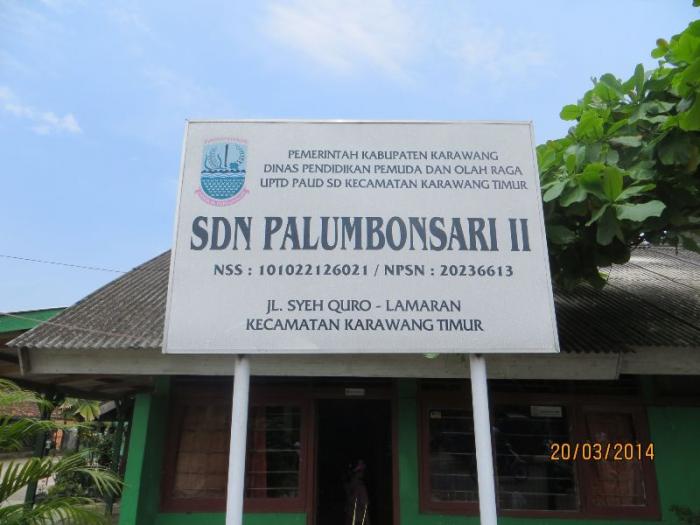 PEMERINTAH KABUPATEN KARAWANG
DINAS PENDIDIKAN PEMUDA DAN OLAH RAGA
UPTD PAUD SD KECAMATAN KARAWANG TIMUR
SDN PALUMBONSARI II
NSS : 101022126021 / NPSN : 20236613
JL. SYEH QURO - LAMARAN
KECAMATAN KARAWANG TIMUR
20/03/2014